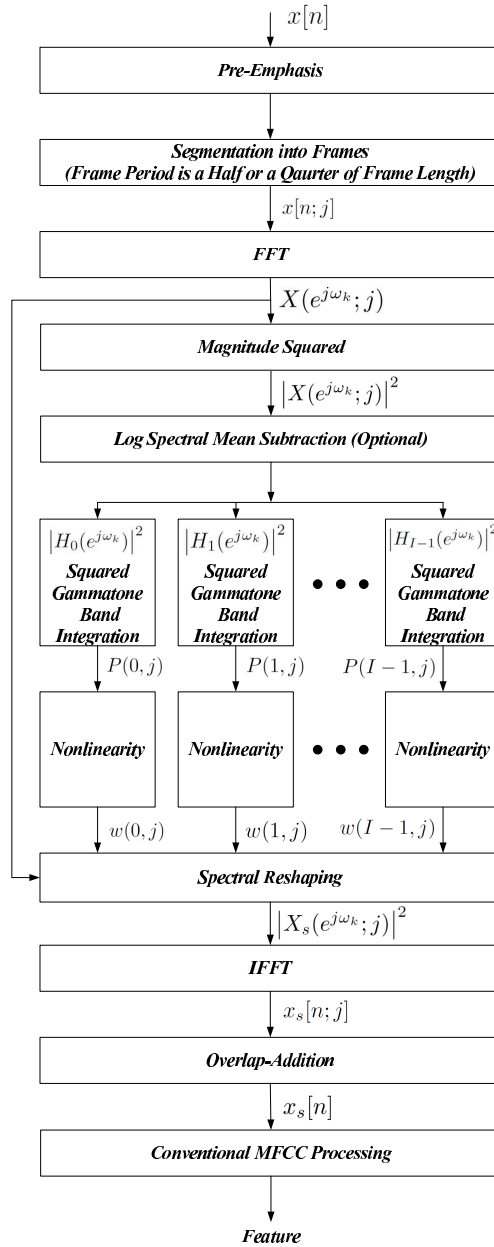 x[n]
Pre-Emphasis
Segmentation into Frames
(Frame Period is a Half or a Qaurter of Frame Length)
x[n; j]
FFT
X(e^{jω_k}; j)
Magnitude Squared
|X(e^{jω_k}; j)|^2
Log Spectral Mean Subtraction (Optional)
|H_0(e^{jω_k})|^2
Squared
Gammatone
Band
Integration
|H_1(e^{jω_k})|^2
Squared
Gammatone
Band
Integration
|H_{I−1}(e^{jω_k})|^2
Squared
Gammatone
Band
Integration
P(0, j)
P(1, j)
P(I − 1, j)
Nonlinearity
Nonlinearity
Nonlinearity
w(0, j)
w(1, j)
w(I − 1, j)
Spectral Reshaping
|X_s(e^{jω_k}; j)|^2
IFFT
x_s[n; j]
Overlap-Addition
x_s[n]
Conventional MFCC Processing
Feature